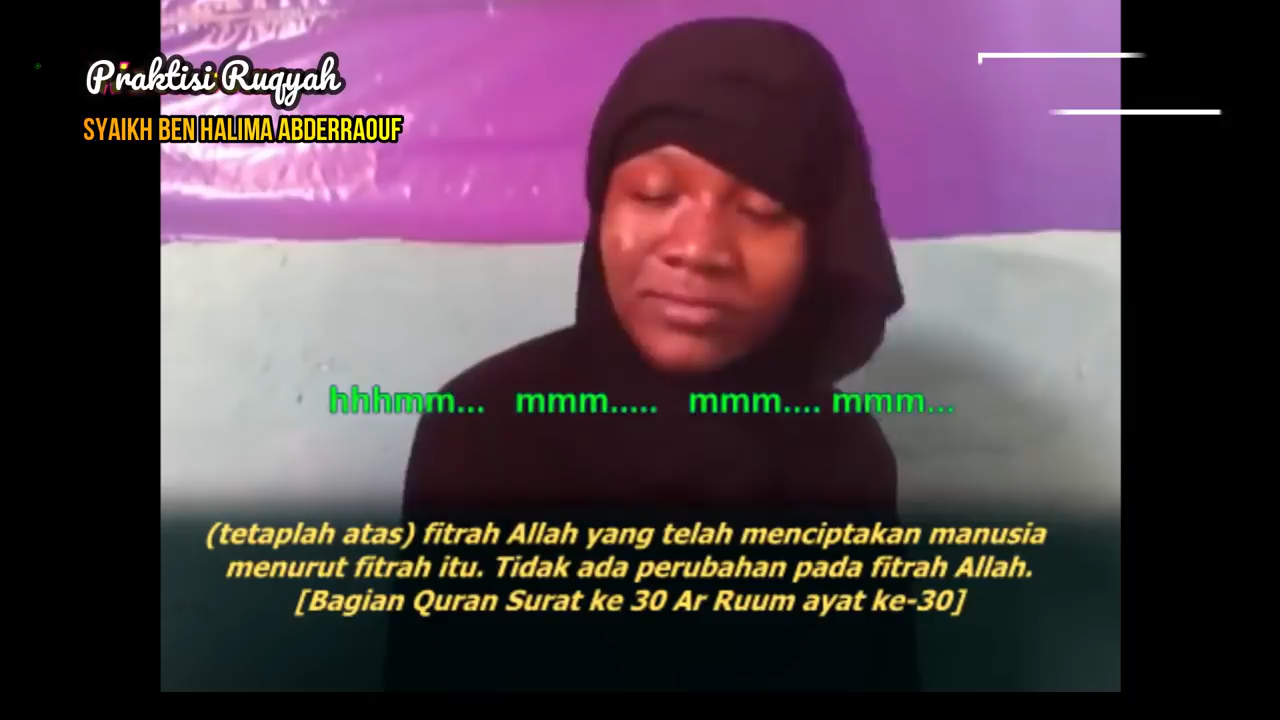 Praktisi Ruqyah
SYAIKH BEN HALIMA ABDERRAOUF
hhhmm... mmm..... mmm.... mmm...
(tetaplah atas) fitrah Allah yang telah menciptakan manusia
menurut fitrah itu. Tidak ada perubahan pada fitrah Allah.
[Bagian Quran Surat ke 30 Ar Ruum ayat ke-30]